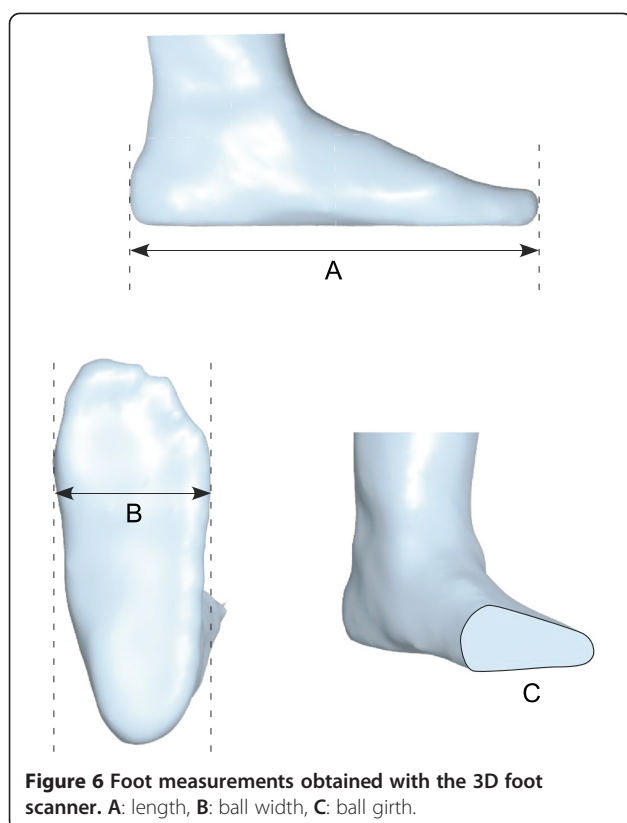 A
B
C
Figure 6 Foot measurements obtained with the 3D foot
scanner. A: length, B: ball width, C: ball girth.